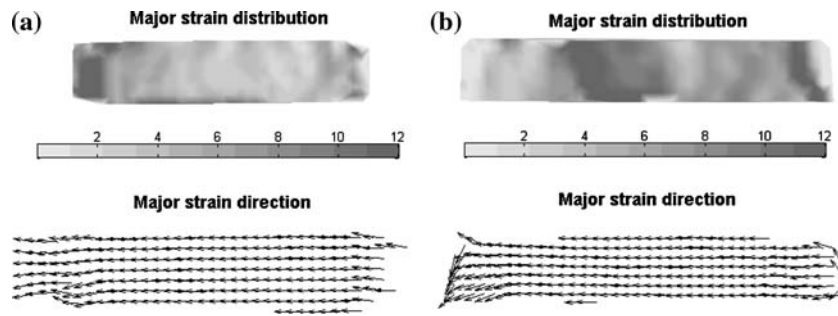 (a)
Major strain distribution
2 4 6 8 10 12
Major strain direction
(b)
Major strain distribution
2 4 6 8 10 12
Major strain direction